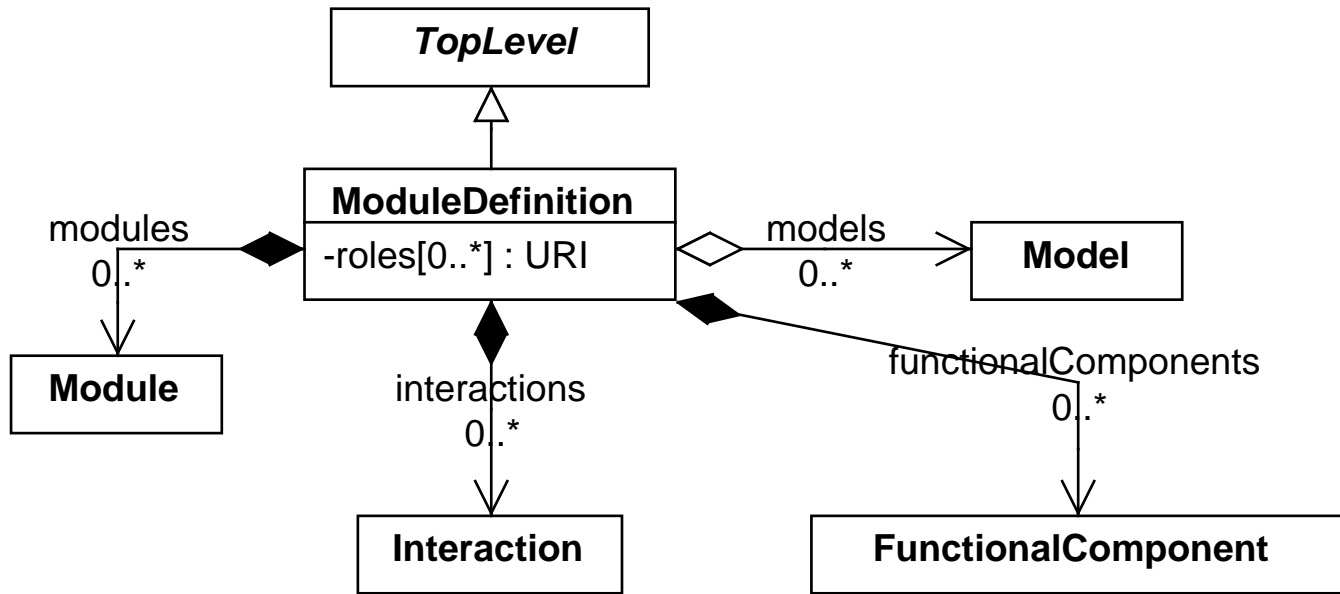 TopLevel
ModuleDefinition
-roles[0..*] : URI
modules
0..*
models
0..*
Model
Module
interactions
0..*
functionalComponents
0..*
Interaction
FunctionalComponent